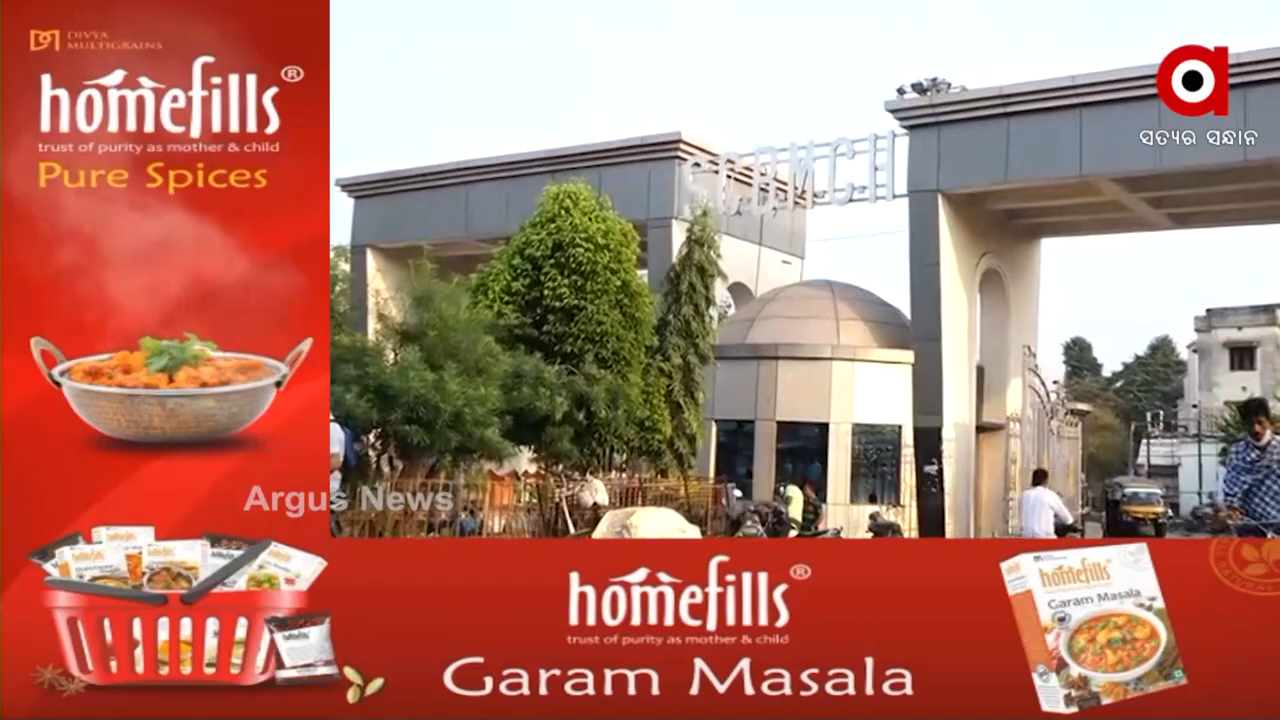 DIVYA
MULTIGRAINS
homefills®
trust of purity as mother & child
Pure Spices
SCBMCH
ସତ୍ୟର ସନ୍ଧାନ
Argus News
homefills®
trust of purity as mother & child
Garam Masala
homefills
Garam Masala
homefills